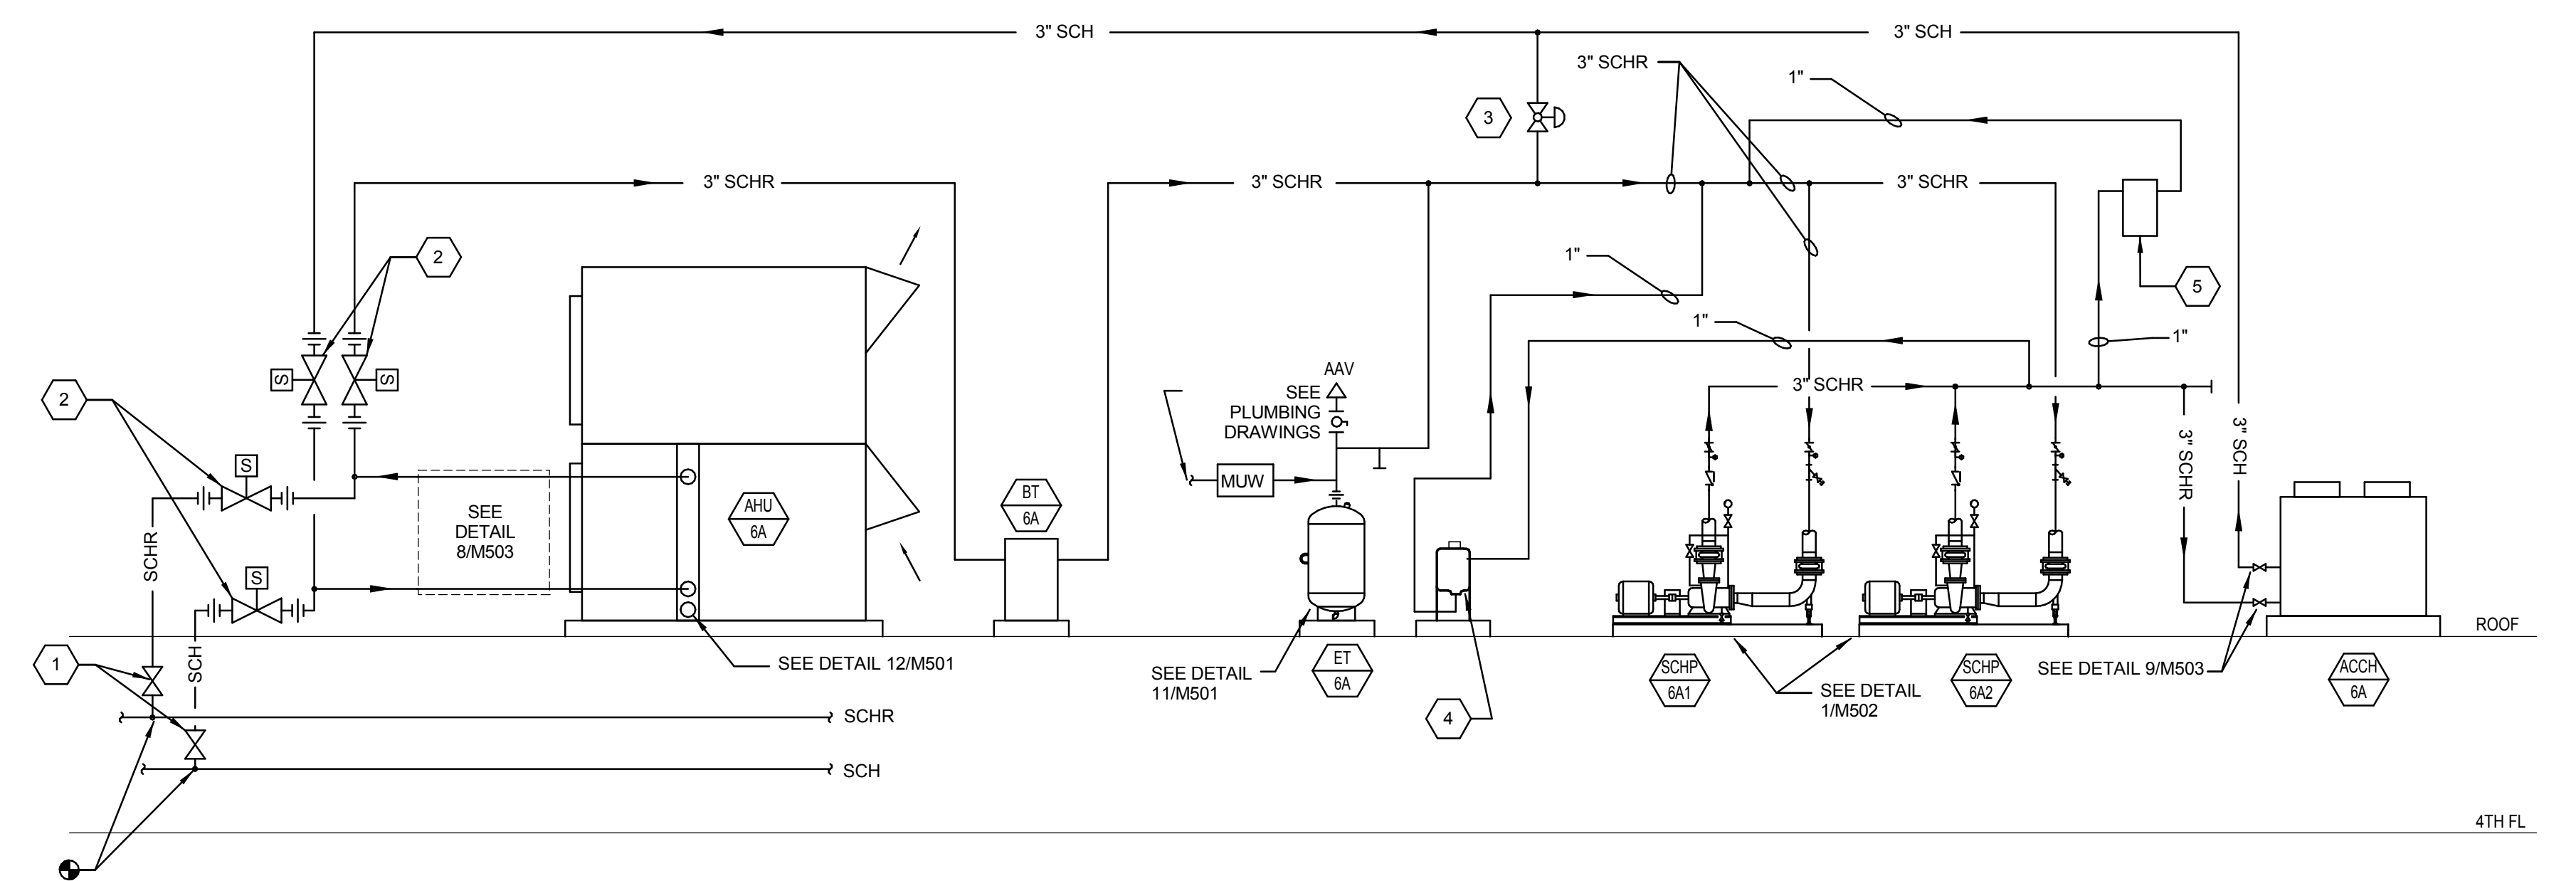 3" SCH
3" SCH
3" SCHR
1"
3
3" SCHR
3" SCHR
3" SCHR
2
1"
5
1"
1"
AAV
SEE
PLUMBING
DRAWINGS
3" SCHR
2
S
S
S
S
MUW
SEE
DETAIL
8/M503
AHU
6A
BT
6A
3" SCHR
3" SCH
SCHR
SCH
ROOF
1
SEE DETAIL 12/M501
SEE DETAIL
11/M501
ET
6A
4
SCHP
6A1
SEE DETAIL
1/M502
SCHP
6A2
SEE DETAIL 9/M503
ACCH
6A
SCHR
SCH
4TH FL